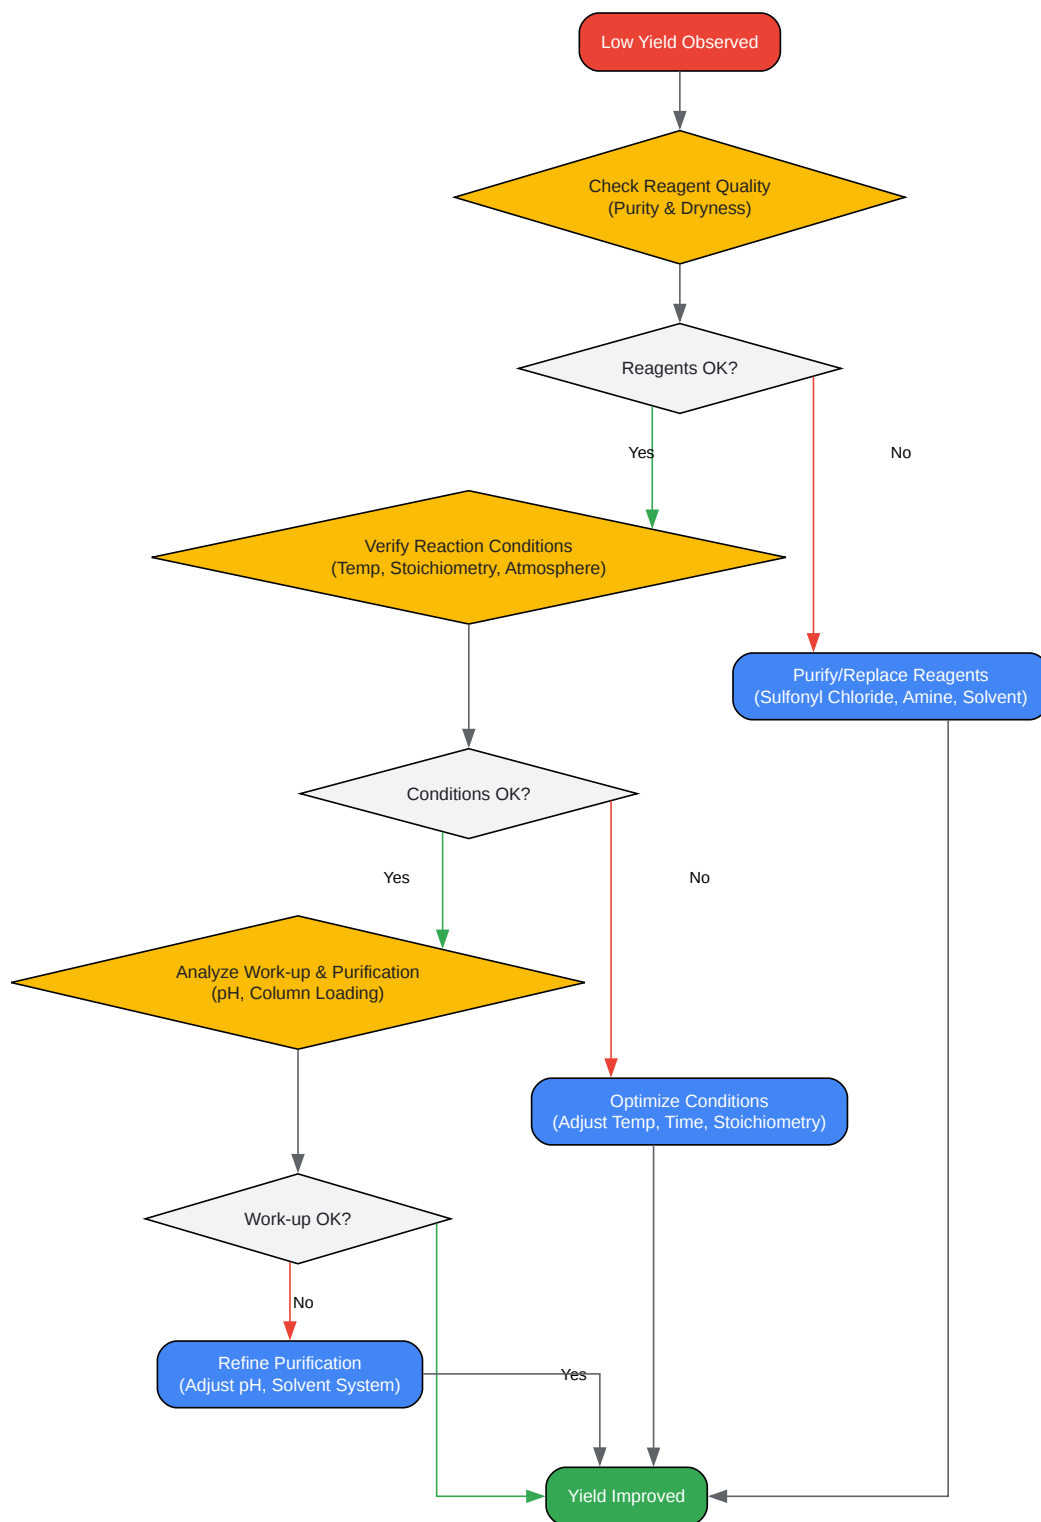 Low Yield Observed
Check Reagent Quality
(Purity & Dryness)
Reagents OK?
Yes
No
Verify Reaction Conditions
(Temp, Stoichiometry, Atmosphere)
Purify/Replace Reagents
(Sulfonyl Chloride, Amine, Solvent)
Conditions OK?
Yes
No
Analyze Work-up & Purification
(pH, Column Loading)
Optimize Conditions
(Adjust Temp, Time, Stoichiometry)
Work-up OK?
No
Refine Purification
(Adjust pH, Solvent System)
Yes
Yield Improved